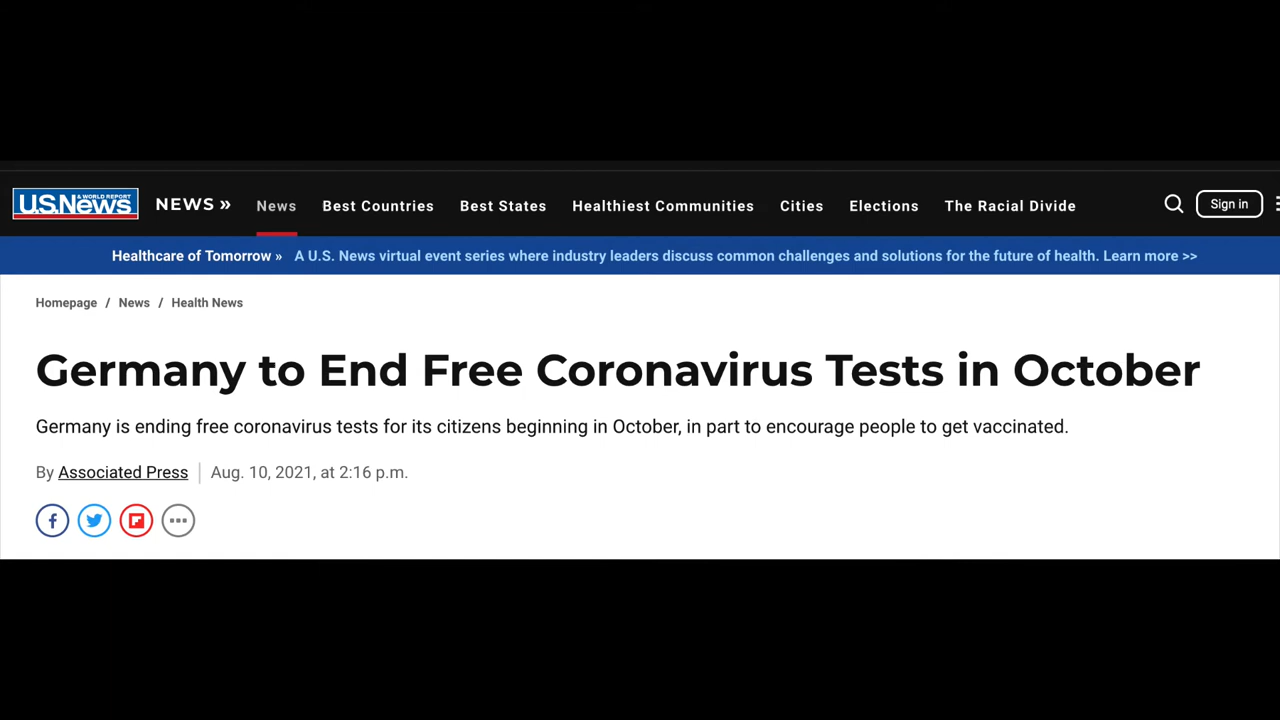 U.S.News
& WORLD REPORT
NEWS »
News
Best Countries
Best States
Healthiest Communities
Cities
Elections
The Racial Divide
Sign in
Healthcare of Tomorrow » A U.S. News virtual event series where industry leaders discuss common challenges and solutions for the future of health. Learn more >>
Homepage / News / Health News
Germany to End Free Coronavirus Tests in October
Germany is ending free coronavirus tests for its citizens beginning in October, in part to encourage people to get vaccinated.
By Associated Press | Aug. 10, 2021, at 2:16 p.m.